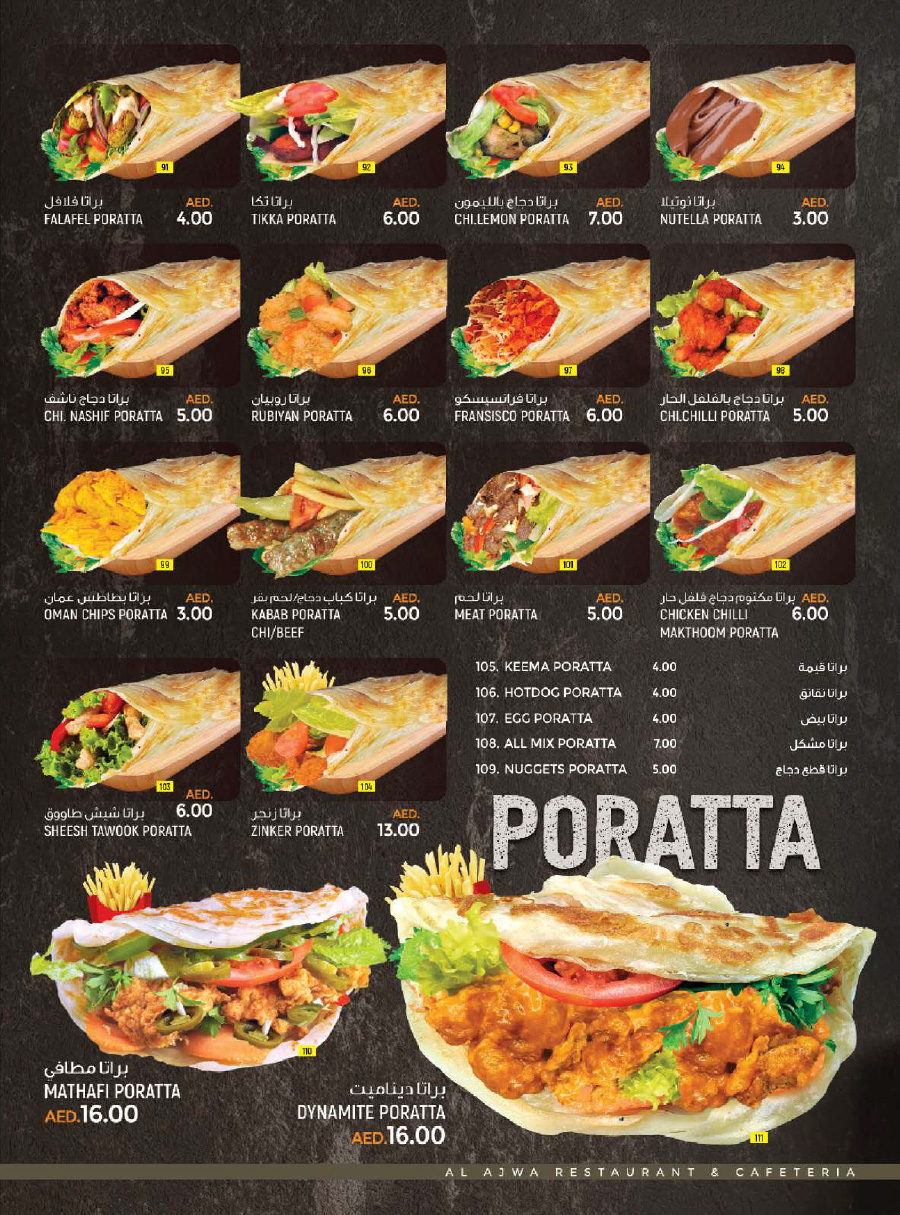 91
براتا فلافل AED.
FALAFEL PORATTA 4.00
92
براتا تكا AED.
TIKKA PORATTA 6.00
93
براتا دجاج بالليمون AED.
CHI.LEMON PORATTA 7.00
94
براتا نوتيلا AED.
NUTELLA PORATTA 3.00
95
براتا دجاج ناشف AED.
CHI. NASHIF PORATTA 5.00
96
براتا روبيان AED.
RUBIYAN PORATTA 6.00
97
براتا فرانسيسكو AED.
FRANSISCO PORATTA 6.00
98
براتا دجاج بالفلفل الحار AED.
CHI.CHILLI PORATTA 5.00
99
براتا بطاطس عمان AED.
OMAN CHIPS PORATTA 3.00
100
براتا كباب دجاج/لحم بقر AED.
KABAB PORATTA 5.00
CHI/BEEF
101
براتا لحم AED.
MEAT PORATTA 5.00
102
براتا مكتوم دجاج فلفل حار AED.
CHICKEN CHILLI 6.00
MAKTHOOM PORATTA
103
AED.
براتا شيش طاووق 6.00
SHEESH TAWOOK PORATTA
104
براتا زنجر AED.
ZINKER PORATTA 13.00
105. KEEMA PORATTA 4.00 براتا قيمة
106. HOTDOG PORATTA 4.00 براتا نقانق
107. EGG PORATTA 4.00 براتا بيض
108. ALL MIX PORATTA 7.00 براتا مشكل
109. NUGGETS PORATTA 5.00 براتا قطع دجاج
PORATTA
110
براتا مطافي
MATHAFI PORATTA
AED.16.00
براتا ديناميت
DYNAMITE PORATTA
AED.16.00
111
AL AJWA RESTAURANT & CAFETERIA